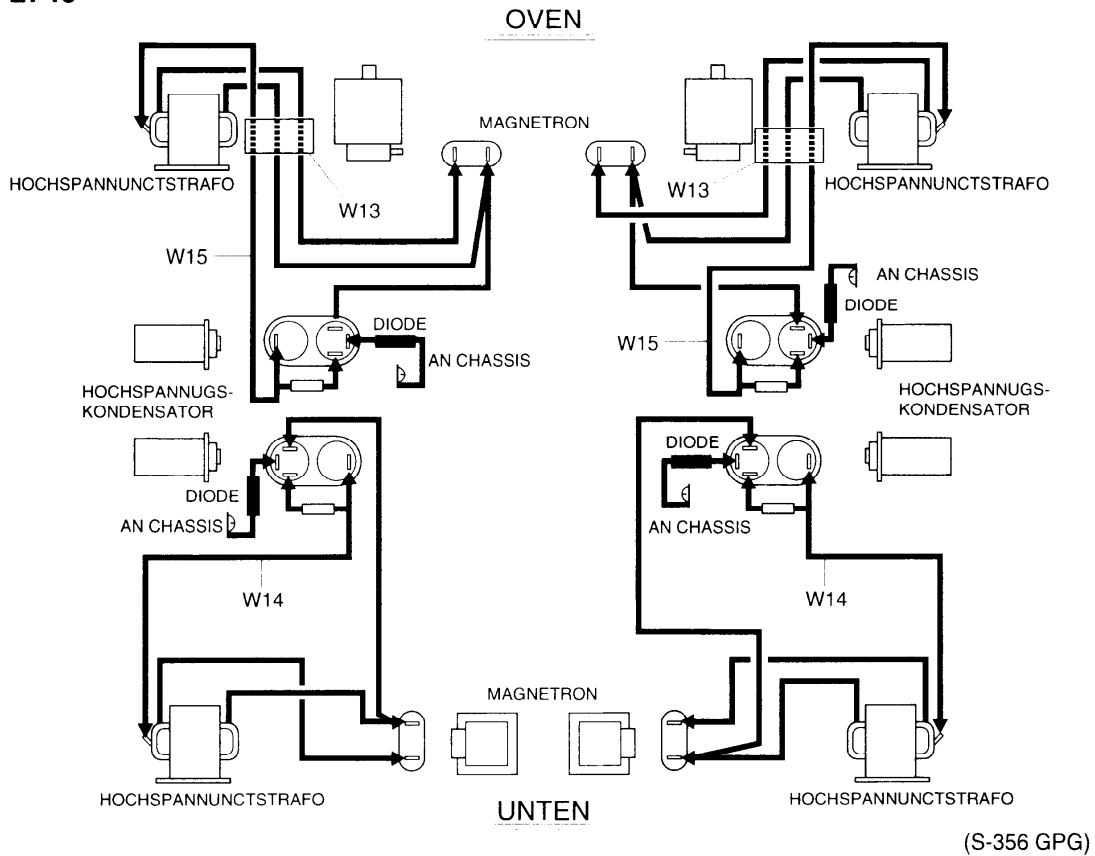 OVEN
MAGNETRON
HOCHSPANNUNCTSTRAFO
W13
W13
HOCHSPANNUNCTSTRAFO
W15
AN CHASSIS
DIODE
DIODE
AN CHASSIS
W15
HOCHSPANNUGS-
KONDENSATOR
HOCHSPANNUGS-
KONDENSATOR
DIODE
DIODE
AN CHASSIS
AN CHASSIS
W14
W14
MAGNETRON
HOCHSPANNUNCTSTRAFO
HOCHSPANNUNCTSTRAFO
UNTEN
(S-356 GPG)